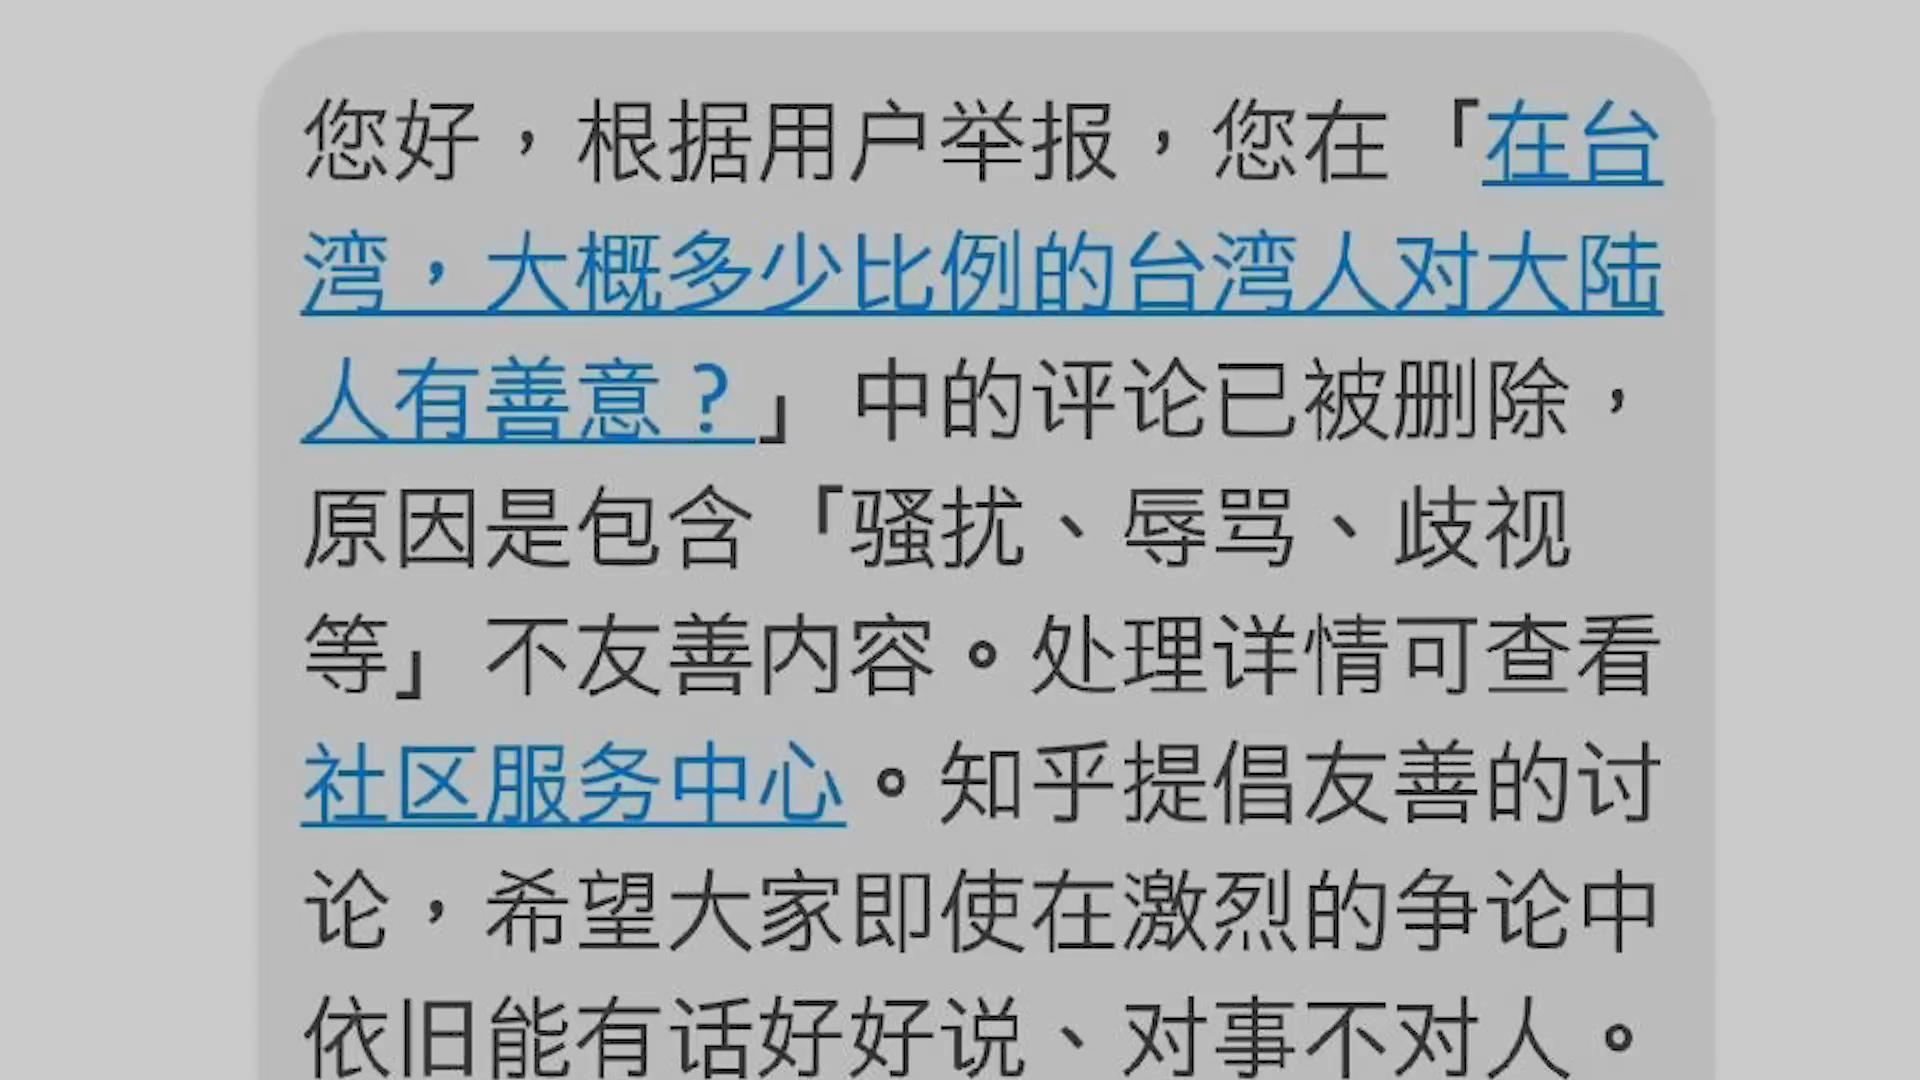 您好，根据用户举报，您在「在台
湾，大概多少比例的台湾人对大陆
人有善意？」中的评论已被删除，
原因是包含「骚扰、辱骂、歧视
等」不友善内容。处理详情可查看
社区服务中心。知乎提倡友善的讨
论，希望大家即使在激烈的争论中
依旧能有话好好说、对事不对人。